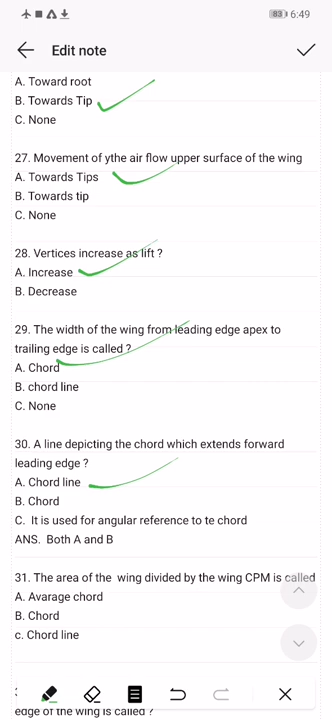 83 6:49
Edit note
A. Toward root
B. Towards Tip
C. None
27. Movement of ythe air flow upper surface of the wing
A. Towards Tips
B. Towards tip
C. None
28. Vertices increase as lift ?
A. Increase
B. Decrease
29. The width of the wing from leading edge apex to
trailing edge is called ?
A. Chord
B. chord line
C. None
30. A line depicting the chord which extends forward
leading edge ?
A. Chord line
B. Chord
C. It is used for angular reference to te chord
ANS. Both A and B
31. The area of the wing divided by the wing CPM is called
A. Avarage chord
B. Chord
c. Chord line
edge of the wing is called ?